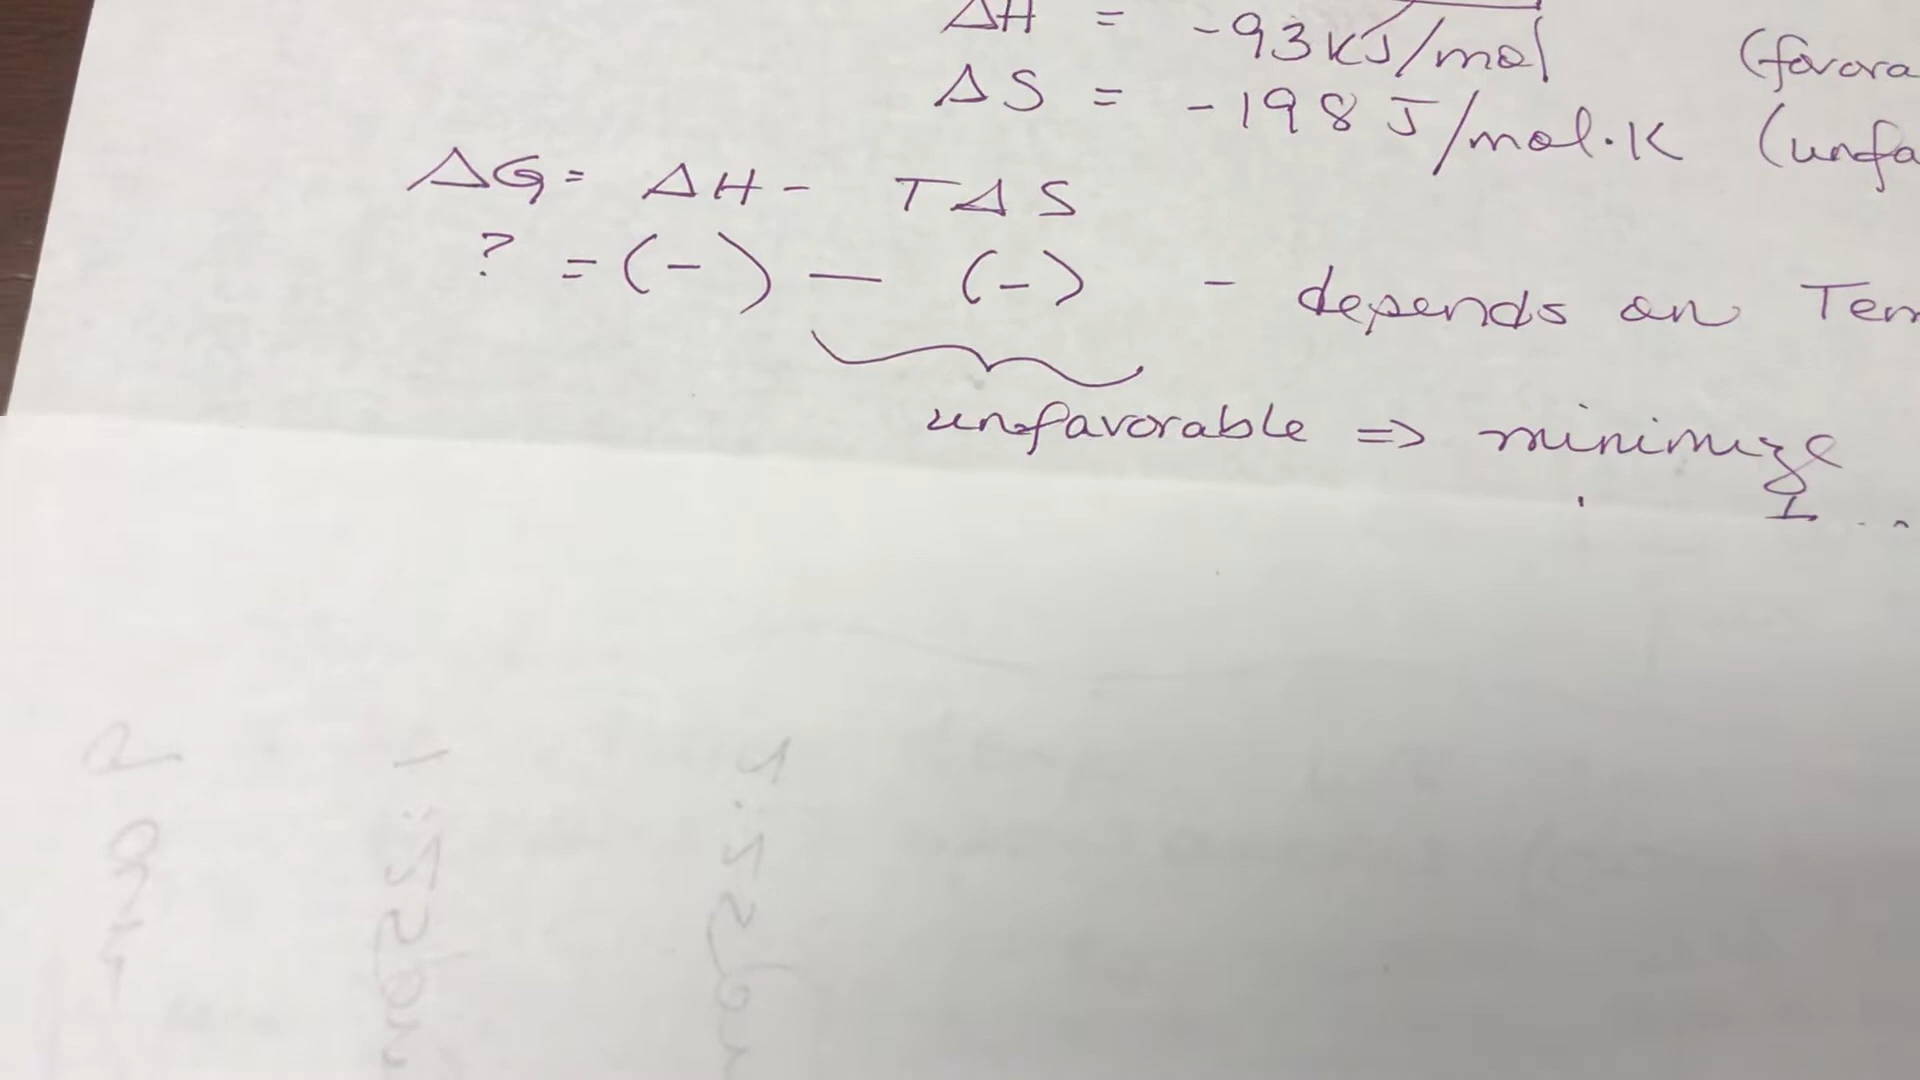 ΔH = -93 kJ/mol (favora
ΔS = -198 J/mol·K (unfa
ΔG = ΔH - TΔS
? = (-) — (-) - depends on Tem
unfavorable => minimize